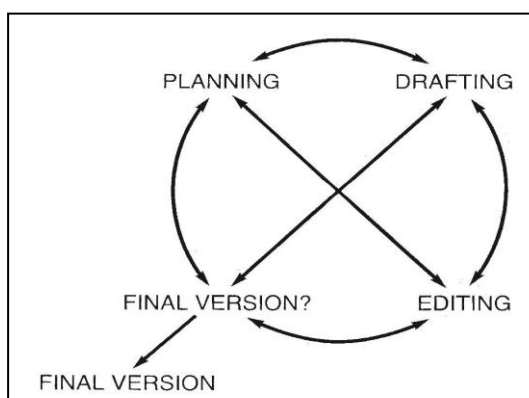 PLANNING DRAFTING
FINAL VERSION? EDITING
FINAL VERSION